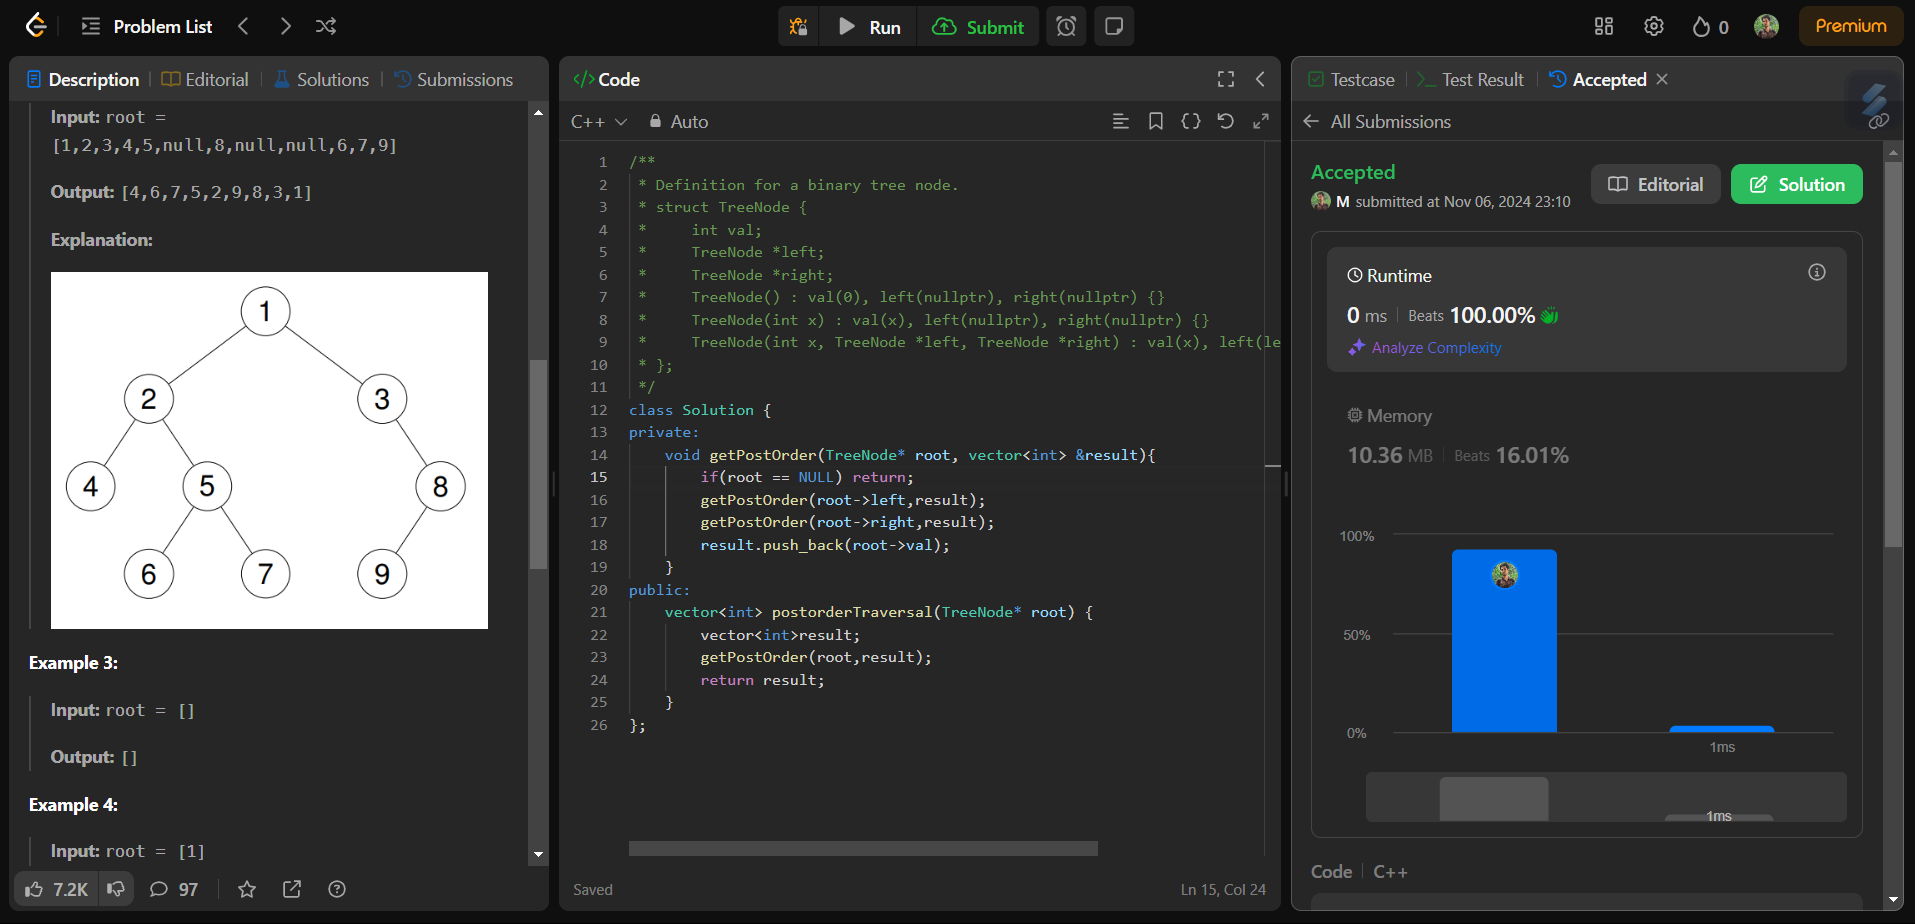 Problem List
Run
Submit
0
Premium
Description
Editorial
Solutions
Submissions
Input: root =
[1,2,3,4,5,null,8,null,null,6,7,9]
Output: [4,6,7,5,2,9,8,3,1]
Explanation:
1
2
3
4
5
8
6
7
9
Example 3:
Input: root = []
Output: []
Example 4:
Input: root = [1]
7.2K
97
</> Code
C++
Auto
1 /**
2 * Definition for a binary tree node.
3 * struct TreeNode {
4 *     int val;
5 *     TreeNode *left;
6 *     TreeNode *right;
7 *     TreeNode() : val(0), left(nullptr), right(nullptr) {}
8 *     TreeNode(int x) : val(x), left(nullptr), right(nullptr) {}
9 *     TreeNode(int x, TreeNode *left, TreeNode *right) : val(x), left(le
10 * };
11 */
12 class Solution {
13 private:
14     void getPostOrder(TreeNode* root, vector<int> &result){
15         if(root == NULL) return;
16         getPostOrder(root->left,result);
17         getPostOrder(root->right,result);
18         result.push_back(root->val);
19     }
20 public:
21     vector<int> postorderTraversal(TreeNode* root) {
22         vector<int>result;
23         getPostOrder(root,result);
24         return result;
25     }
26 };
Saved
Ln 15, Col 24
Testcase
Test Result
Accepted
All Submissions
Accepted
M submitted at Nov 06, 2024 23:10
Editorial
Solution
Runtime
0 ms
Beats 100.00%
Analyze Complexity
Memory
10.36 MB
Beats 16.01%
100%
50%
0%
1ms
1ms
Code
C++